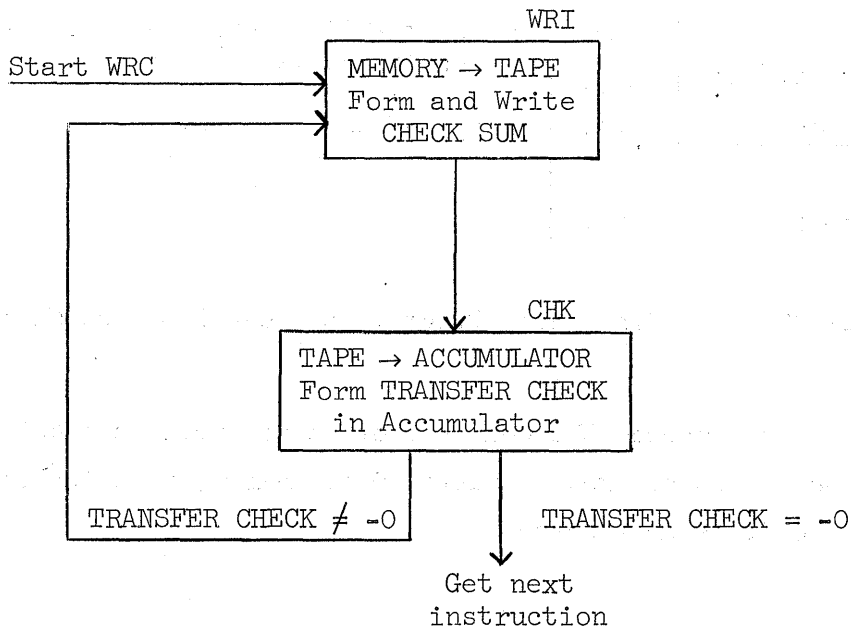 WRI
Start WRC
MEMORY → TAPE
Form and Write
CHECK SUM
CHK
TAPE → ACCUMULATOR
Form TRANSFER CHECK
in Accumulator
TRANSFER CHECK ≠ -0
TRANSFER CHECK = -0
Get next
instruction